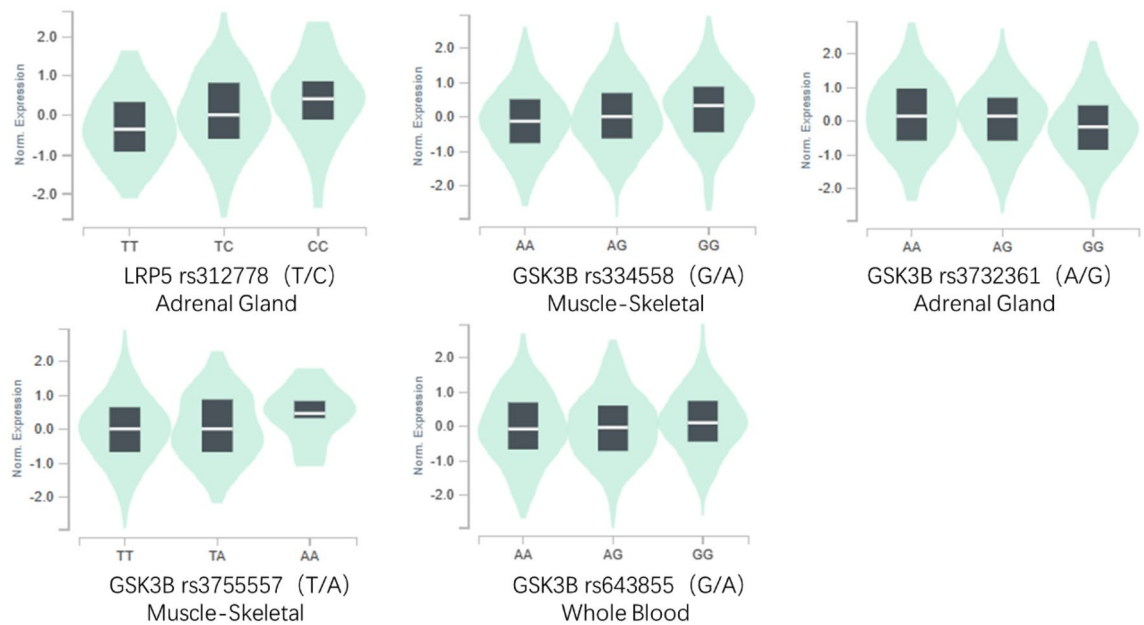 Norm. Expression
2.0
1.0
0.0
-1.0
-2.0
TT TC CC
LRP5 rs312778 (T/C)
Adrenal Gland
Norm. Expression
2.0
1.0
0.0
-1.0
-2.0
AA AG GG
GSK3B rs334558 (G/A)
Muscle-Skeletal
Norm. Expression
2.0
1.0
0.0
-1.0
-2.0
AA AG GG
GSK3B rs3732361 (A/G)
Adrenal Gland
Norm. Expression
2.0
1.0
0.0
-1.0
-2.0
TT TA AA
GSK3B rs3755557 (T/A)
Muscle-Skeletal
Norm. Expression
2.0
1.0
0.0
-1.0
-2.0
AA AG GG
GSK3B rs643855 (G/A)
Whole Blood